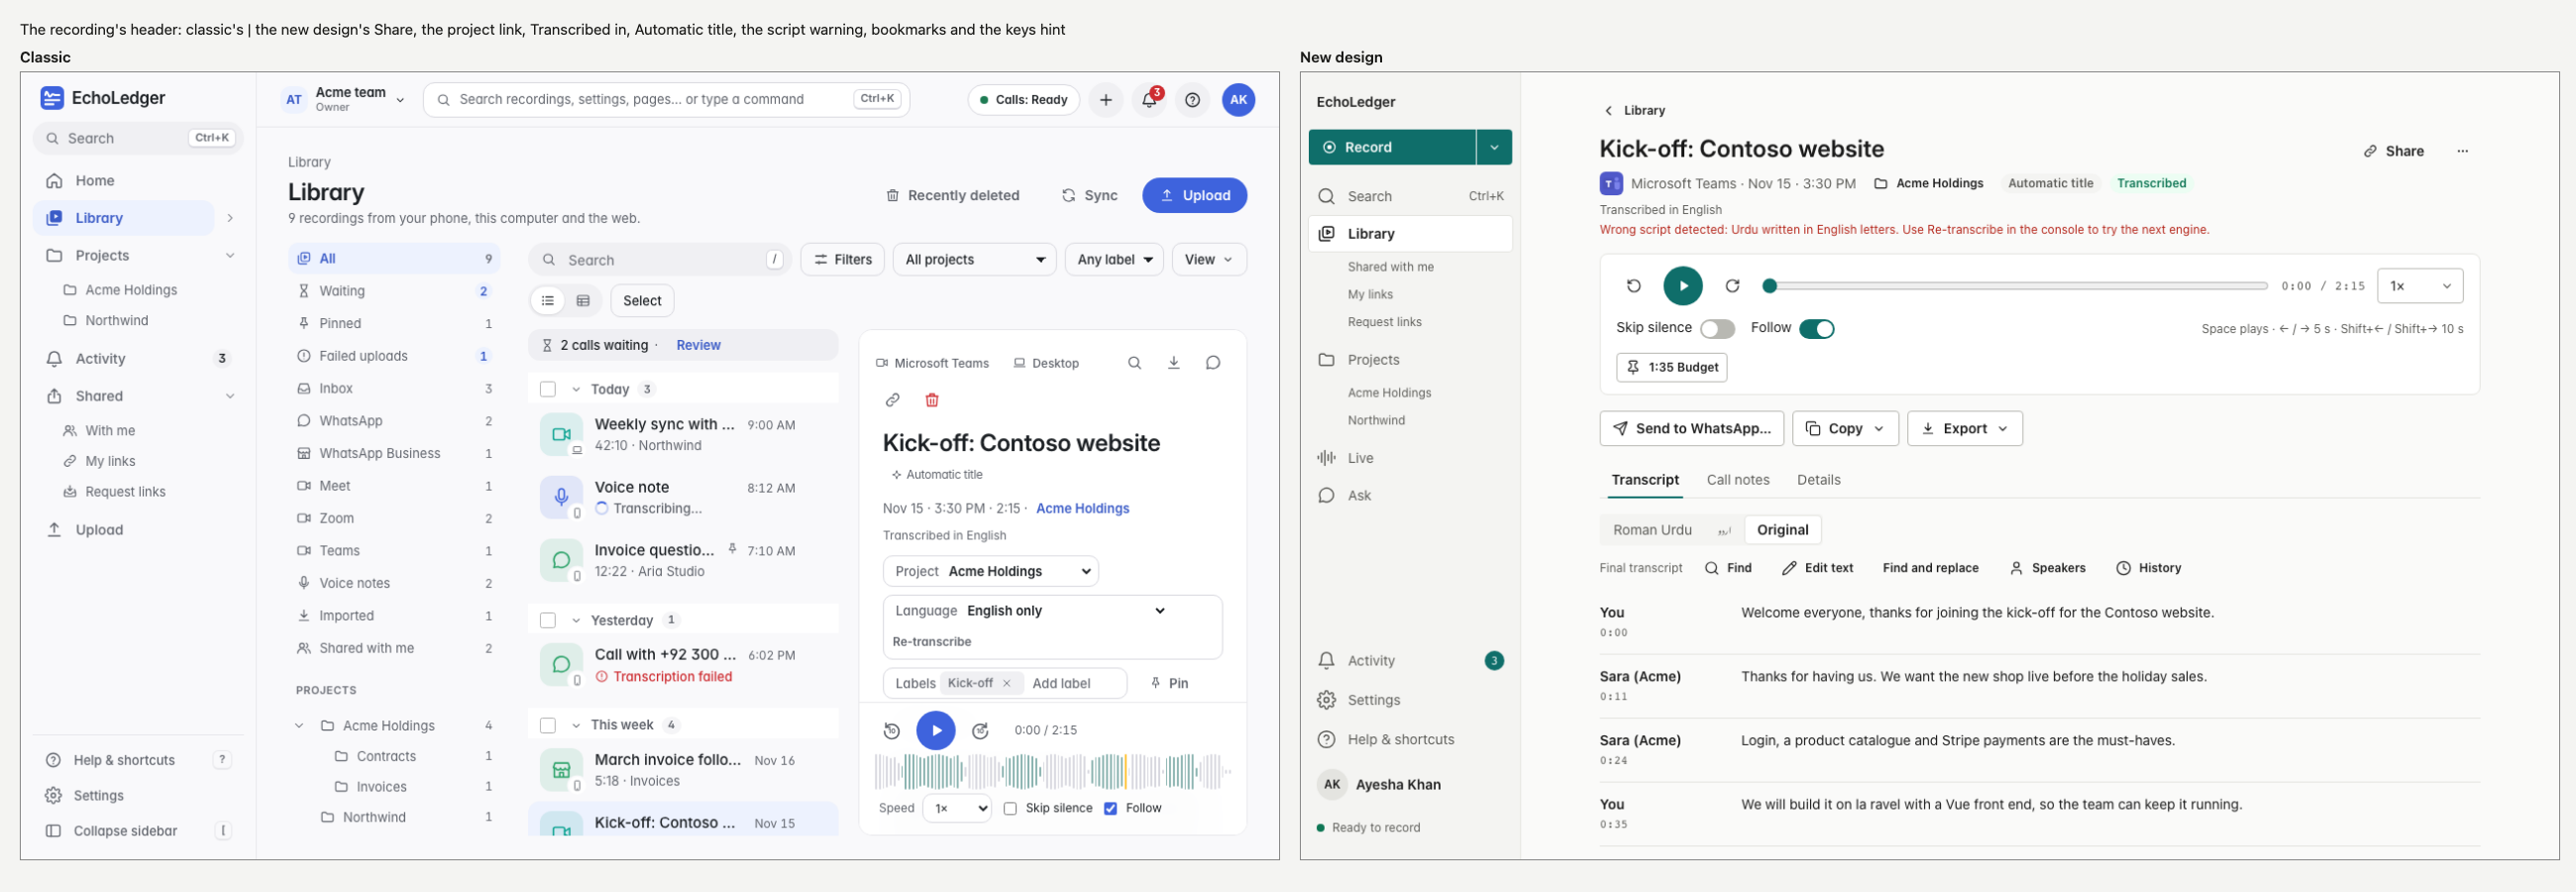 The recording's header: classic's | the new design's Share, the project link, Transcribed in, Automatic title, the script warning, bookmarks and the keys hint
Classic
EchoLedger
Search Ctrl+K
Home
Library
Projects
Acme Holdings
Northwind
Activity 3
Shared
With me
My links
Request links
Upload
Help & shortcuts ?
Settings
Collapse sidebar [
AT Acme team
Owner
Search recordings, settings, pages... or type a command Ctrl+K
Calls: Ready
3
AK
Library
Library
9 recordings from your phone, this computer and the web.
Recently deleted Sync Upload
All 9
Waiting 2
Pinned 1
Failed uploads 1
Inbox 3
WhatsApp 2
WhatsApp Business 1
Meet 1
Zoom 2
Teams 1
Voice notes 2
Imported 1
Shared with me 2
PROJECTS
Acme Holdings 4
Contracts 1
Invoices 1
Northwind 1
Search / Filters All projects Any label View
Select
2 calls waiting · Review
Today 3
Weekly sync with ... 9:00 AM
42:10 · Northwind
Voice note 8:12 AM
Transcribing...
Invoice questio... 7:10 AM
12:22 · Aria Studio
Yesterday 1
Call with +92 300 ... 6:02 PM
Transcription failed
This week 4
March invoice follo... Nov 16
5:18 · Invoices
Kick-off: Contoso ... Nov 15
Microsoft Teams Desktop
Kick-off: Contoso website
Automatic title
Nov 15 · 3:30 PM · 2:15 · Acme Holdings
Transcribed in English
Project Acme Holdings
Language English only
Re-transcribe
Labels Kick-off × Add label Pin
10 10 0:00 / 2:15
Speed 1× Skip silence Follow
New design
EchoLedger
Record
Search Ctrl+K
Library
Shared with me
My links
Request links
Projects
Acme Holdings
Northwind
Live
Ask
Activity 3
Settings
Help & shortcuts
AK Ayesha Khan
Ready to record
Library
Kick-off: Contoso website
Share ...
T Microsoft Teams · Nov 15 · 3:30 PM Acme Holdings Automatic title Transcribed
Transcribed in English
Wrong script detected: Urdu written in English letters. Use Re-transcribe in the console to try the next engine.
0:00 / 2:15 1×
Skip silence Follow
Space plays · ← / → 5 s · Shift+← / Shift+→ 10 s
1:35 Budget
Send to WhatsApp... Copy Export
Transcript Call notes Details
Roman Urdu Original
Final transcript Find Edit text Find and replace Speakers History
You Welcome everyone, thanks for joining the kick-off for the Contoso website.
0:00
Sara (Acme) Thanks for having us. We want the new shop live before the holiday sales.
0:11
Sara (Acme) Login, a product catalogue and Stripe payments are the must-haves.
0:24
You We will build it on la ravel with a Vue front end, so the team can keep it running.
0:35